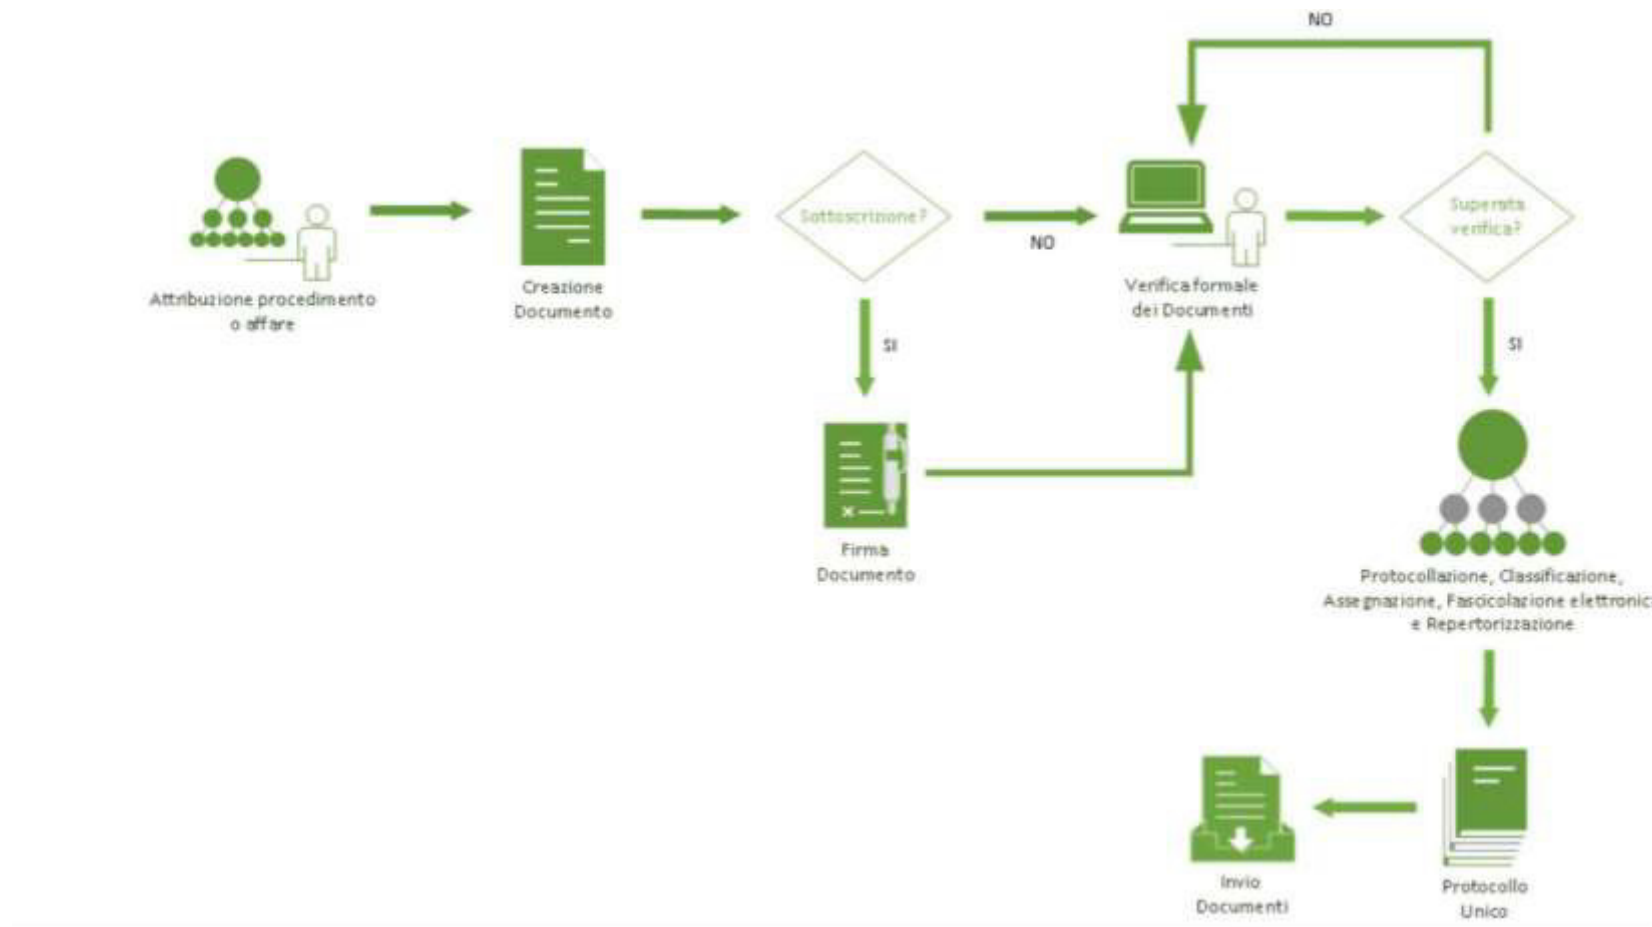 NO
Attribuzione procedimento
o affare
Creazione
Documento
Sottoscrizione?
NO
SI
Firma
Documento
Verifica formale
dei Documenti
Superata
verifica?
SI
Protocollazione, Classificazione,
Assegnazione, Fascicolazione elettronic
e Repertorizzazione
Protocollo
Unico
Invio
Documenti